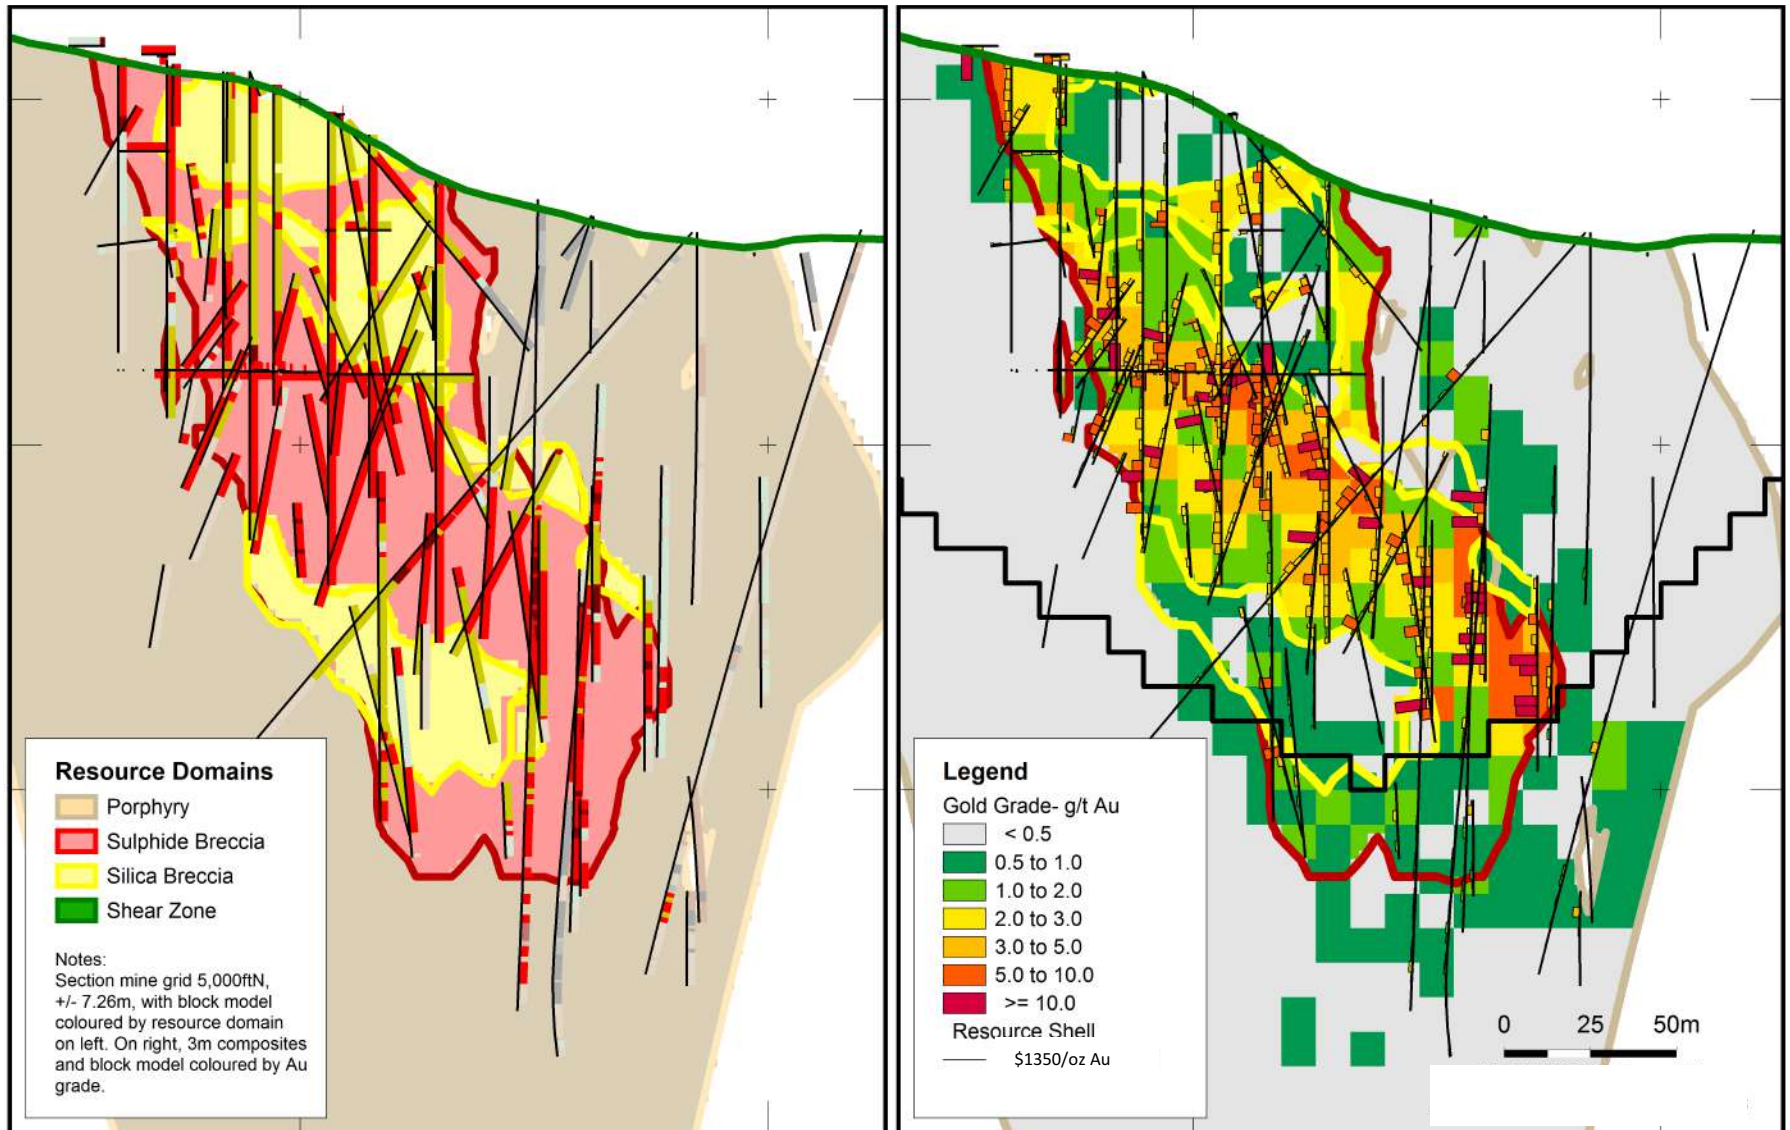 Resource Domains
Porphyry
Sulphide Breccia
Silica Breccia
Shear Zone
Notes:
Section mine grid 5,000ftN,
+/- 7.26m, with block model
coloured by resource domain
on left. On right, 3m composites
and block model coloured by Au
grade.
Legend
Gold Grade- g/t Au
< 0.5
0.5 to 1.0
1.0 to 2.0
2.0 to 3.0
3.0 to 5.0
5.0 to 10.0
>= 10.0
Resource Shell
$1350/oz Au
0 25 50m